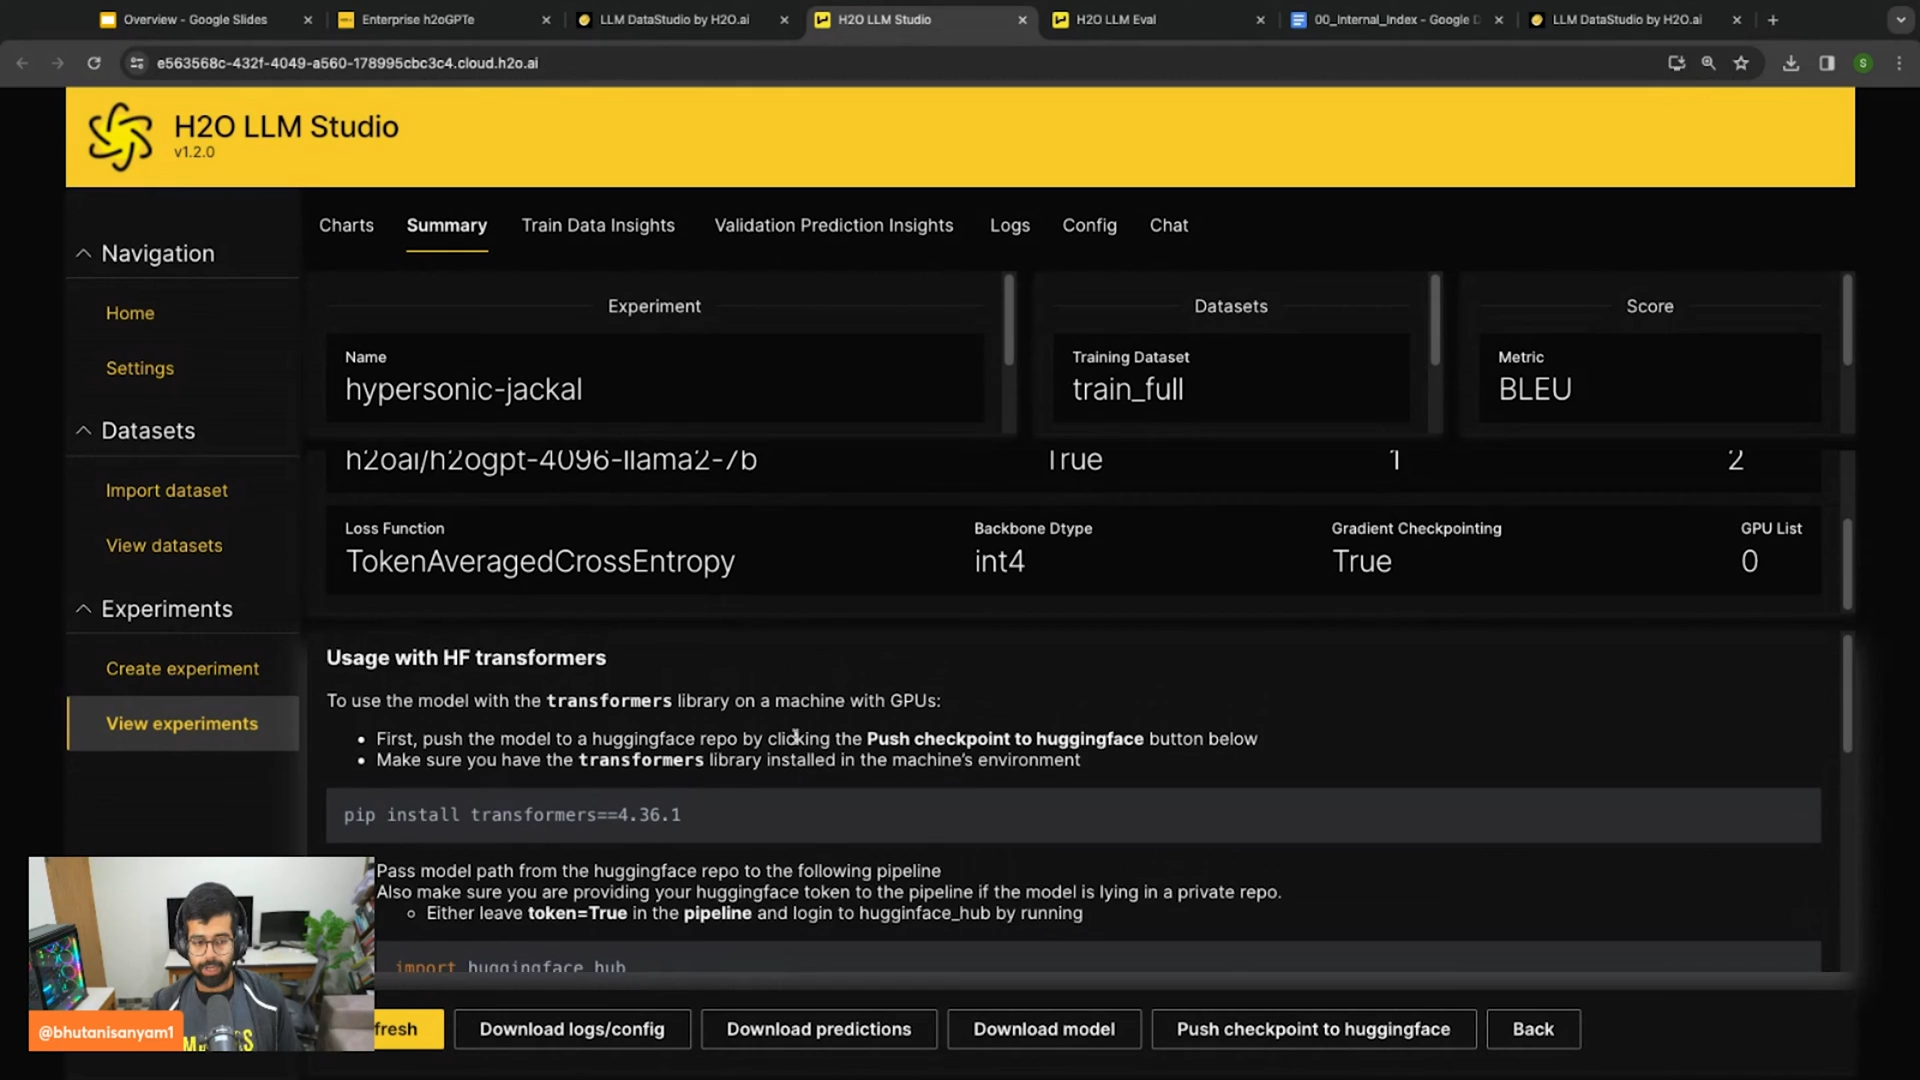 Overview - Google Slides
Enterprise h2oGPTe
LLM DataStudio by H2O.ai
H2O LLM Studio
H2O LLM Eval
00_Internal_Index - Google D
LLM DataStudio by H2O.ai
e563568c-432f-4049-a560-178995cbc3c4.cloud.h2o.ai
S
H2O LLM Studio
v1.2.0
Charts
Summary
Train Data Insights
Validation Prediction Insights
Logs
Config
Chat
Navigation
Home
Settings
Datasets
Import dataset
View datasets
Experiments
Create experiment
View experiments
Experiment
Name
hypersonic-jackal
Datasets
Training Dataset
train_full
Score
Metric
BLEU
h2oai/h2ogpt-4096-llama2-7b
True
1
2
Loss Function
TokenAveragedCrossEntropy
Backbone Dtype
int4
Gradient Checkpointing
True
GPU List
0
Usage with HF transformers
To use the model with the transformers library on a machine with GPUs:
• First, push the model to a huggingface repo by clicking the Push checkpoint to huggingface button below
• Make sure you have the transformers library installed in the machine's environment
pip install transformers==4.36.1
Pass model path from the huggingface repo to the following pipeline
Also make sure you are providing your huggingface token to the pipeline if the model is lying in a private repo.
Either leave token=True in the pipeline and login to hugginface_hub by running
import huggingface_hub
fresh
Download logs/config
Download predictions
Download model
Push checkpoint to huggingface
Back
@bhutanisanyam1